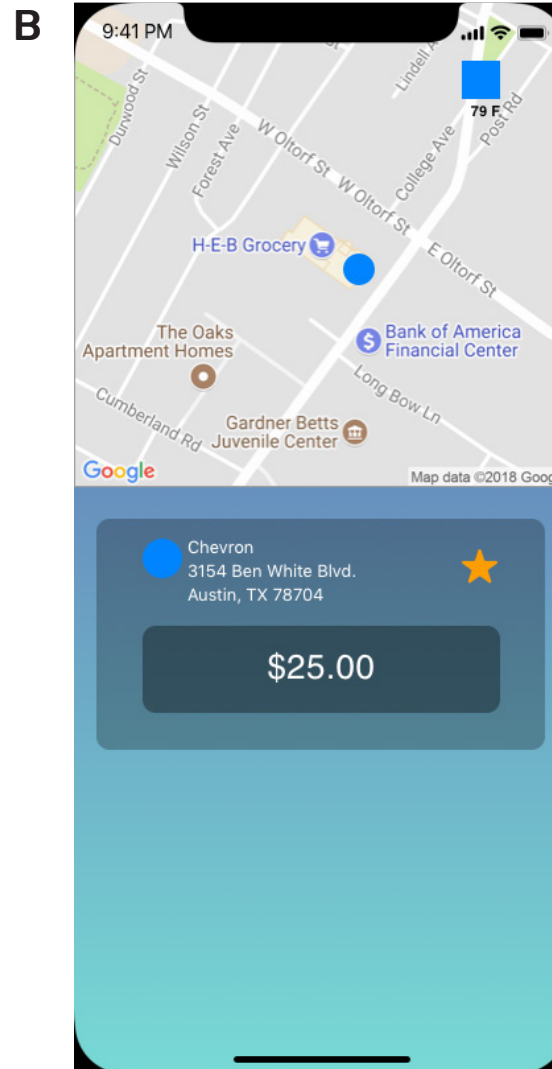 B
9:41 PM
Lindell
79 F
Durwood St
Wilson St
Forest Ave
W Oltorf St
W Oltorf St
College Ave
Post Rd
H-E-B Grocery
E Oltorf St
The Oaks
Apartment Homes
Bank of America
Financial Center
Long Bow Ln
Cumberland Rd
Gardner Betts
Juvenile Center
Google
Map data ©2018 Goog
Chevron
3154 Ben White Blvd.
Austin, TX 78704
$25.00